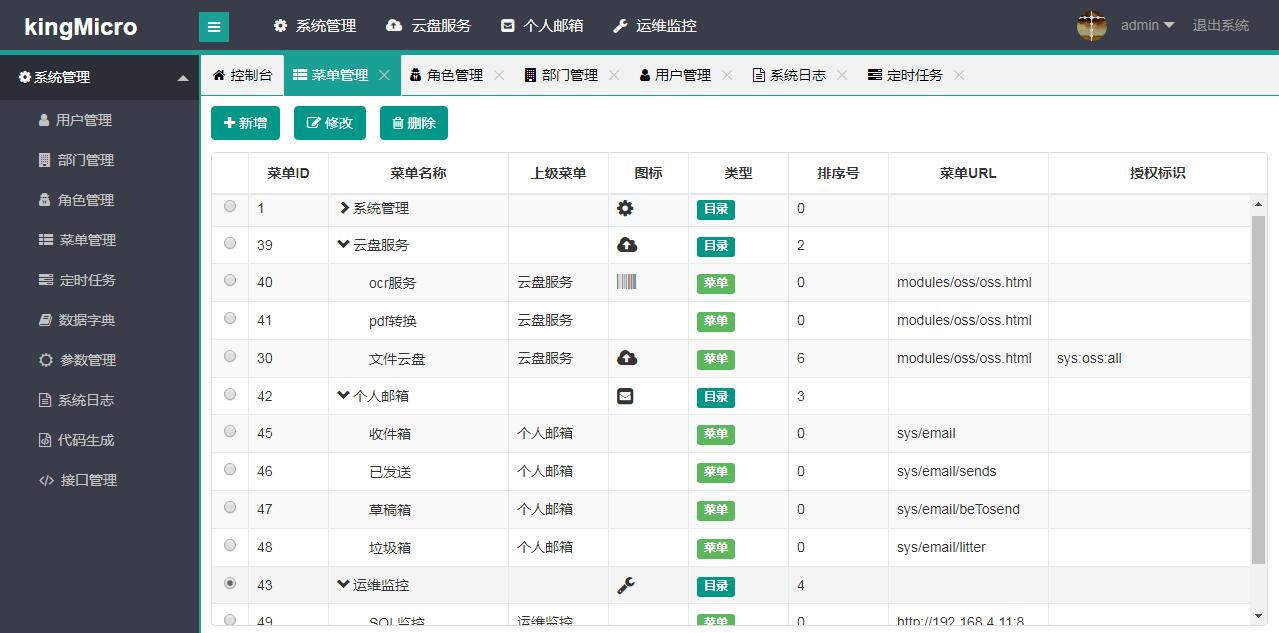 kingMicro 系统管理 云盘服务 个人邮箱 运维监控 admin 退出系统
系统管理 控制台 菜单管理 角色管理 部门管理 用户管理 系统日志 定时任务
用户管理
部门管理
角色管理
菜单管理
定时任务
数据字典
参数管理
系统日志
代码生成
接口管理
新增 修改 删除
菜单ID 菜单名称 上级菜单 图标 类型 排序号 菜单URL 授权标识
1 系统管理 目录 0
39 云盘服务 目录 2
40 ocr服务 云盘服务 菜单 0 modules/oss/oss.html
41 pdf转换 云盘服务 菜单 0 modules/oss/oss.html
30 文件云盘 云盘服务 菜单 6 modules/oss/oss.html sys:oss:all
42 个人邮箱 目录 3
45 收件箱 个人邮箱 菜单 0 sys/email
46 已发送 个人邮箱 菜单 0 sys/email/sends
47 草稿箱 个人邮箱 菜单 0 sys/email/beTosend
48 垃圾箱 个人邮箱 菜单 0 sys/email/litter
43 运维监控 目录 4
49 SQL监控 运维监控 菜单 0 http://192.168.4.11:8